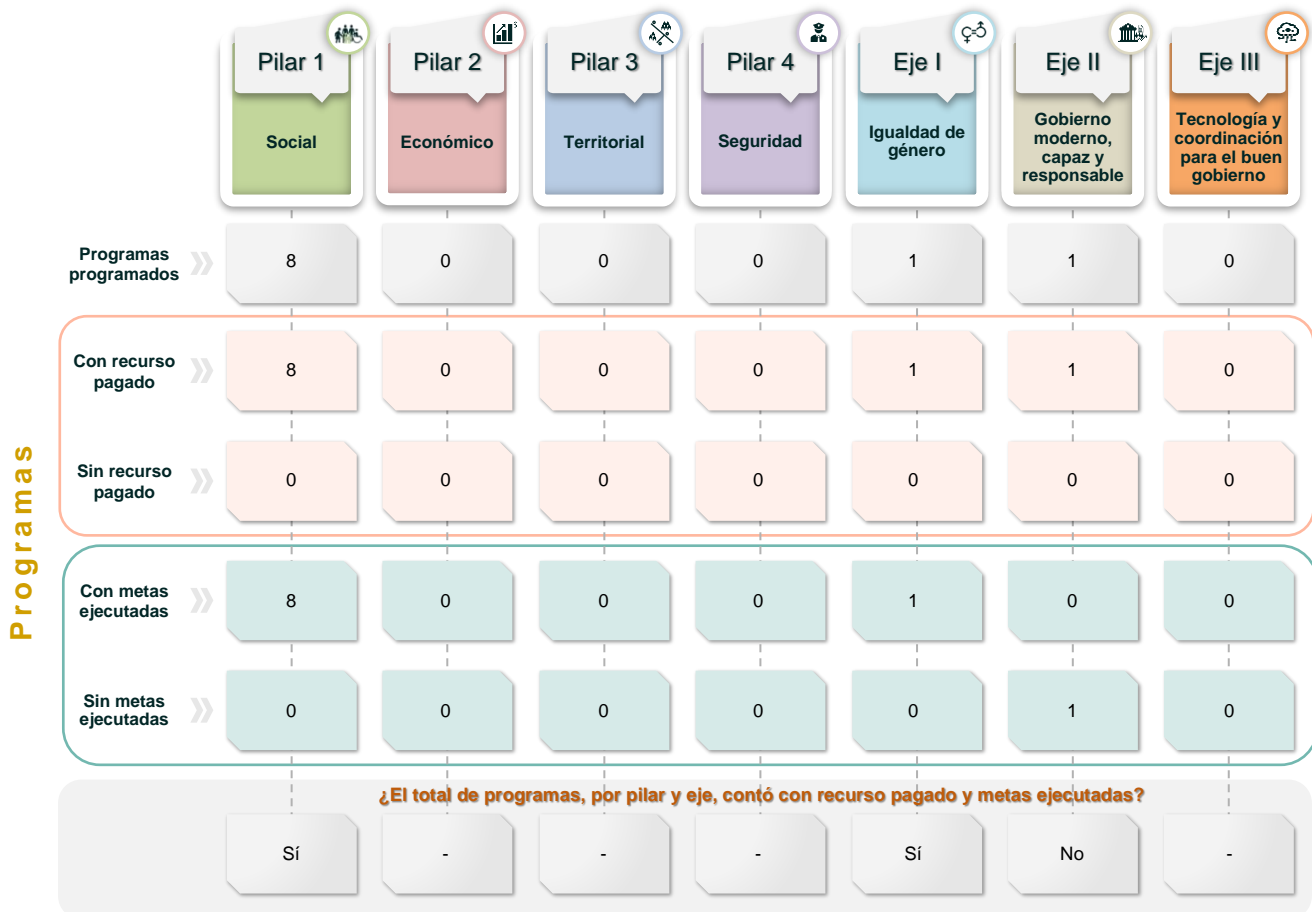 Pilar 1
Pilar 2
Pilar 3
Pilar 4
Eje I
Eje II
Eje III
Social
Económico
Territorial
Seguridad
Igualdad de
género
Gobierno
moderno,
capaz y
responsable
Tecnología y
coordinación
para el buen
gobierno
Programas
Programas
programados
8
0
0
0
1
1
0
Con recurso
pagado
8
0
0
0
1
1
0
Sin recurso
pagado
0
0
0
0
0
0
0
Con metas
ejecutadas
8
0
0
0
1
0
0
Sin metas
ejecutadas
0
0
0
0
0
1
0
¿El total de programas, por pilar y eje, contó con recurso pagado y metas ejecutadas?
Sí
-
-
-
Sí
No
-